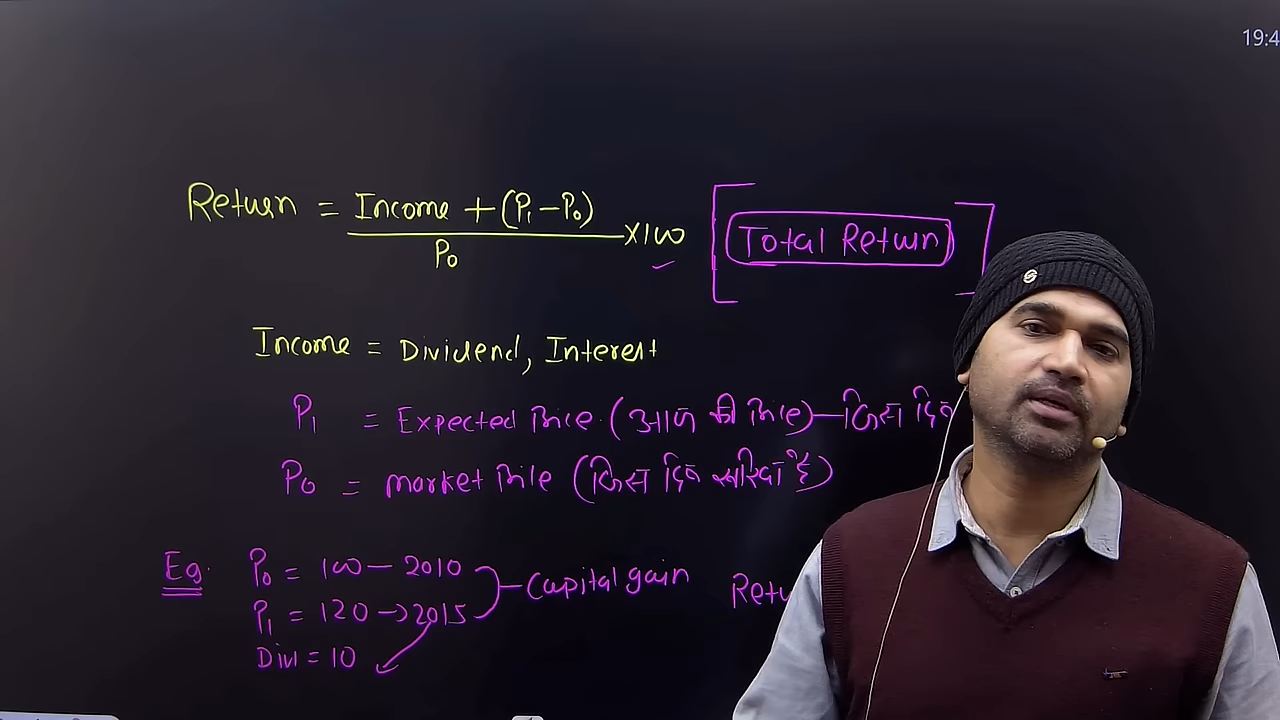 19:4
Return = Income + (P₁ - P₀)
P₀
×100
[Total Return]
Income = Dividend, Interest
P₁ = Expected Price (आज की Price) — जिस दिन
P₀ = market Price (जिस दिन खरिदा है)
Eg. P₀ = 100 — 2010
Capital gain
P₁ = 120 → 2015
Retu
Divi = 10